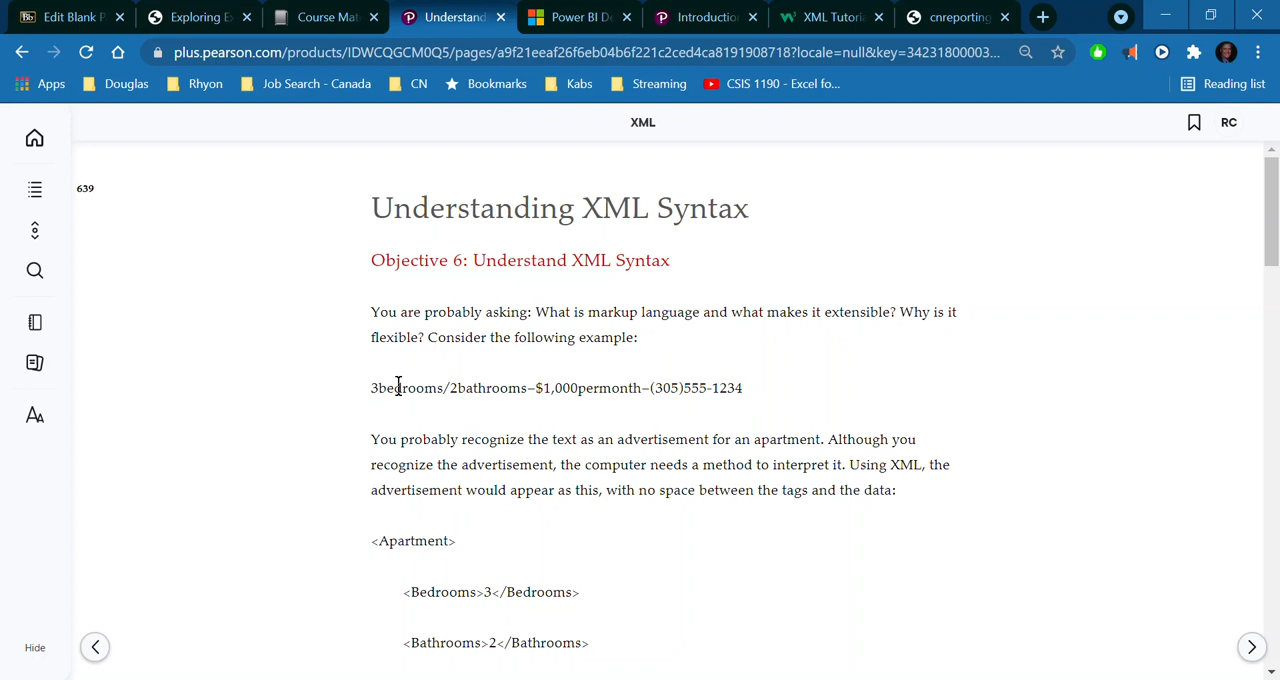 Edit Blank P
Exploring E
Course Mat
Understand
Power BI D
Introductio
XML Tutoria
cnreporting
plus.pearson.com/products/IDWCQGCM0Q5/pages/a9f21eeaf26f6eb04b6f221c2ced4ca8191908718?locale=null&key=34231800003...
Apps
Douglas
Rhyon
Job Search - Canada
CN
Bookmarks
Kabs
Streaming
CSIS 1190 - Excel fo...
Reading list
XML
RC
639
Understanding XML Syntax
Objective 6: Understand XML Syntax
You are probably asking: What is markup language and what makes it extensible? Why is it
flexible? Consider the following example:
3bedrooms/2bathrooms–$1,000permonth–(305)555-1234
You probably recognize the text as an advertisement for an apartment. Although you
recognize the advertisement, the computer needs a method to interpret it. Using XML, the
advertisement would appear as this, with no space between the tags and the data:
<Apartment>
<Bedrooms>3</Bedrooms>
<Bathrooms>2</Bathrooms>
Hide